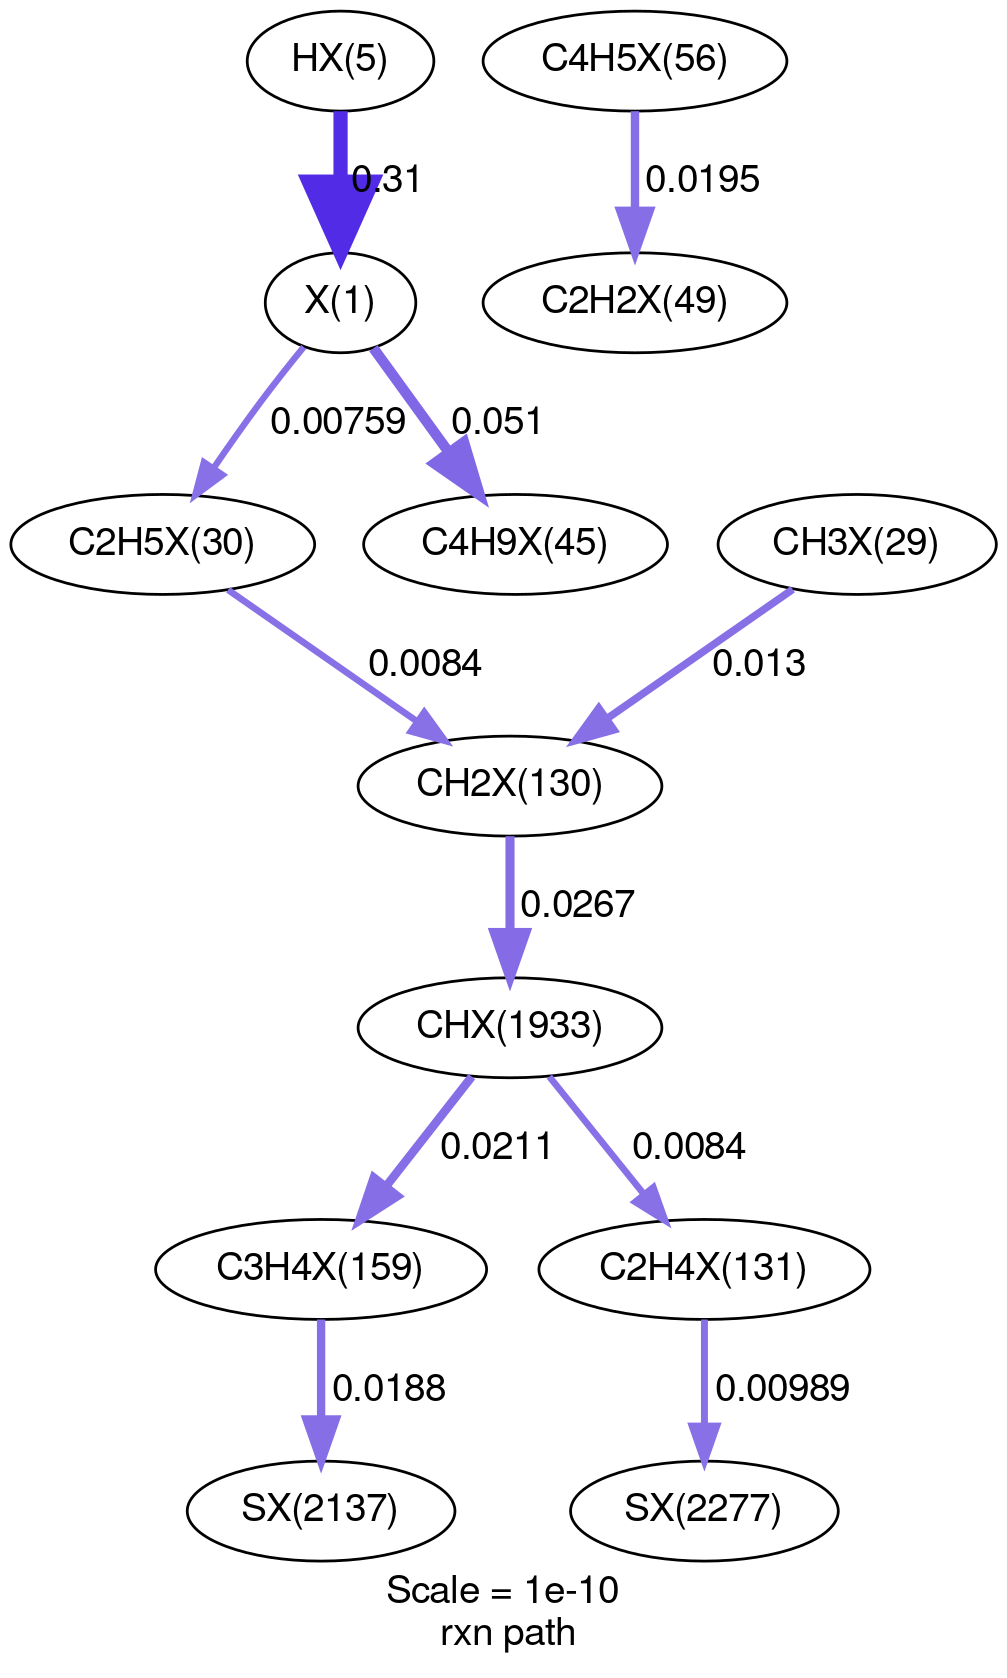 HX(5)
C4H5X(56)
0.31
0.0195
X(1)
C2H2X(49)
0.00759
0.051
C2H5X(30)
C4H9X(45)
CH3X(29)
0.0084
0.013
CH2X(130)
0.0267
CHX(1933)
0.0211
0.0084
C3H4X(159)
C2H4X(131)
0.0188
0.00989
SX(2137)
SX(2277)
Scale = 1e-10
rxn path